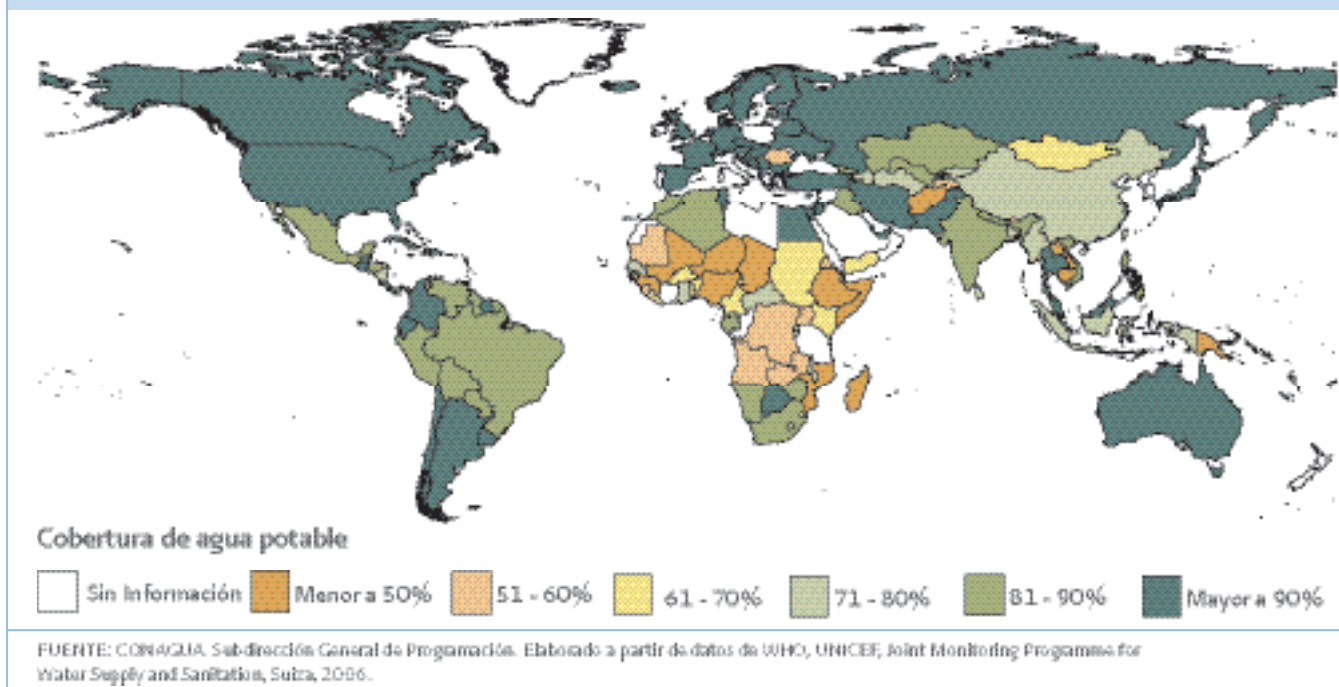 Cobertura de agua potable
Sin Información Menor a 50% 51 - 60% 61 - 70% 71 - 80% 81 - 90% Mayor a 90%
FUENTE: CONAGUA. Subdirección General de Programación. Elaborado a partir de datos de WHO, UNICEF, Joint Monitoring Programme for
Water Supply and Sanitation, Suiza, 2006.